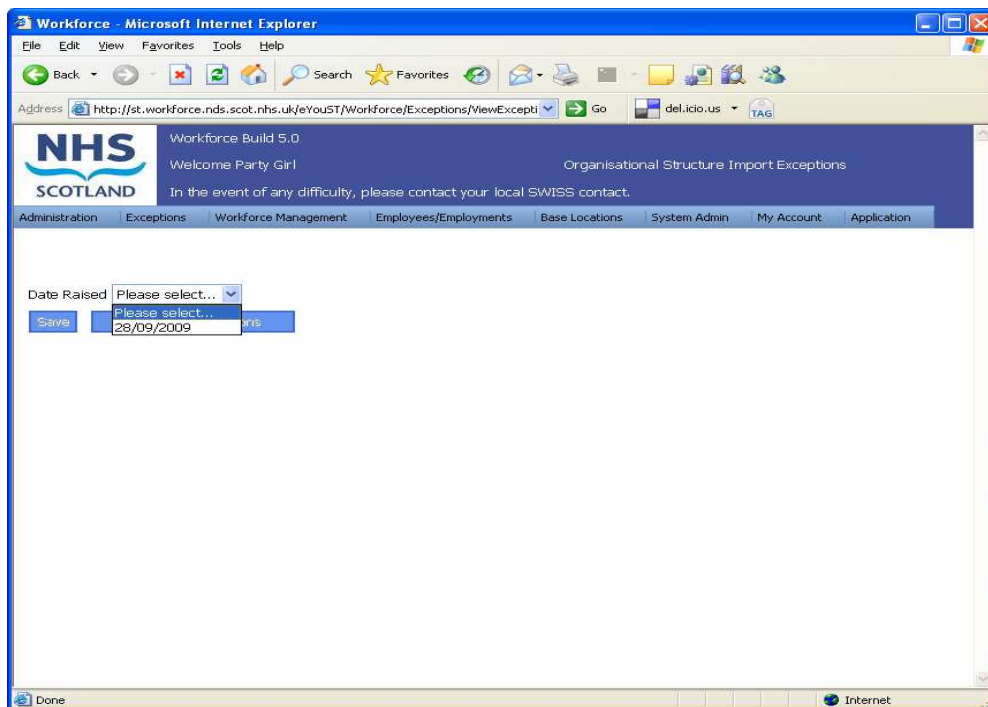 Workforce - Microsoft Internet Explorer
File Edit View Favorites Tools Help
Back Search Favorites
Address http://st.workforce.nds.scot.nhs.uk/eYouST/Workforce/Exceptions/ViewExcepti Go del.icio.us TAG
NHS
SCOTLAND
Workforce Build 5.0
Welcome Party Girl Organisational Structure Import Exceptions
In the event of any difficulty, please contact your local SWISS contact.
Administration Exceptions Workforce Management Employees/Employments Base Locations System Admin My Account Application
Date Raised Please select...
Please select...
28/09/2009
Save
Done Internet